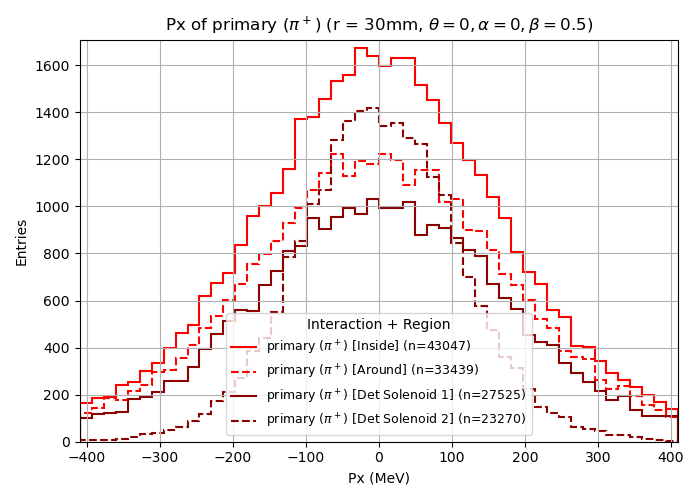 Px of primary (π⁺) (r = 30mm, θ = 0, α = 0, β = 0.5)
Entries
1600
1400
1200
1000
800
600
400
200
0
Interaction + Region
primary (π⁺) [Inside] (n=43047)
primary (π⁺) [Around] (n=33439)
primary (π⁺) [Det Solenoid 1] (n=27525)
primary (π⁺) [Det Solenoid 2] (n=23270)
−400 −300 −200 −100 0 100 200 300 400
Px (MeV)